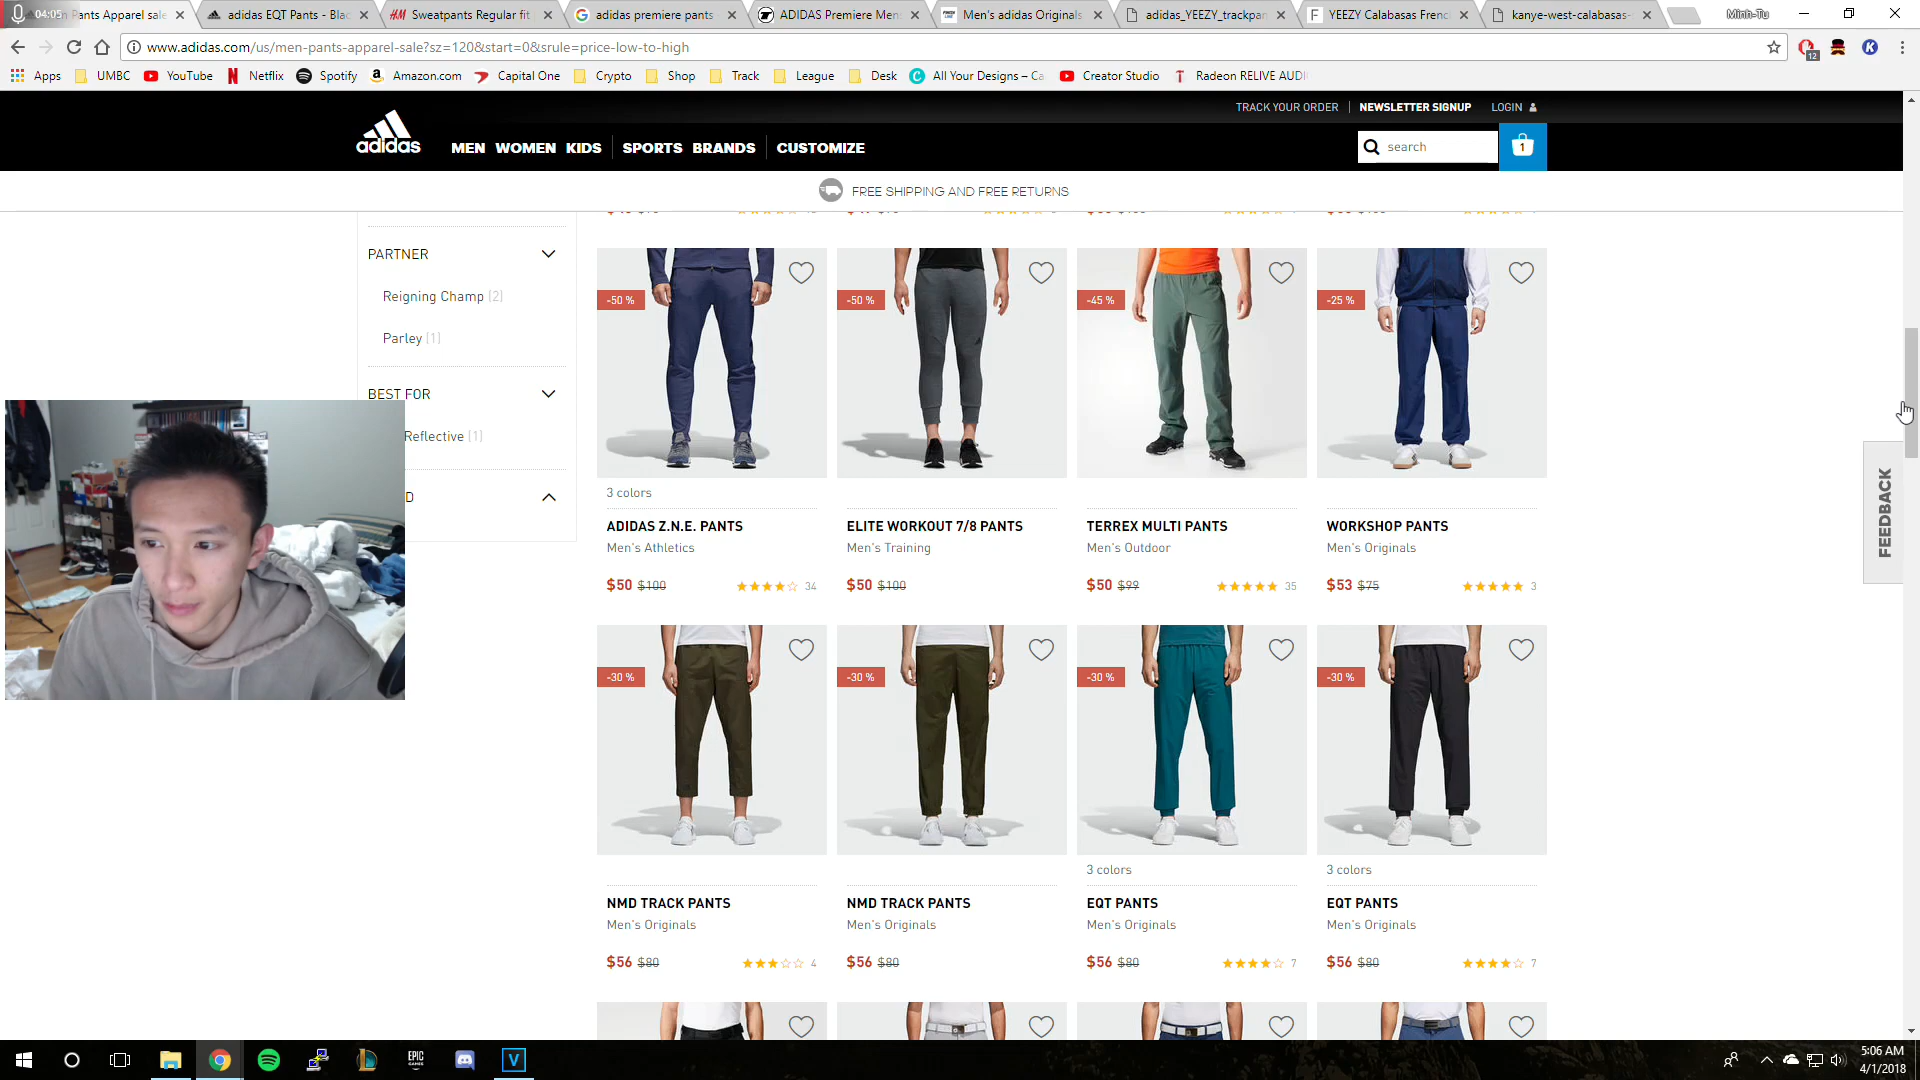 04:05
Pants Apparel sale
adidas EQT Pants - Blac
Sweatpants Regular fit
adidas premiere pants
ADIDAS Premiere Men
Men's adidas Originals
adidas_YEEZY_trackpan
YEEZY Calabasas Frenc
kanye-west-calabasas-
Minh-Tu
www.adidas.com/us/men-pants-apparel-sale?sz=120&start=0&srule=price-low-to-high
12
Apps
UMBC
YouTube
Netflix
Spotify
Amazon.com
Capital One
Crypto
Shop
Track
League
Desk
All Your Designs – Ca
Creator Studio
Radeon RELIVE AUDI
TRACK YOUR ORDER
NEWSLETTER SIGNUP
LOGIN
adidas
MEN WOMEN KIDS SPORTS BRANDS CUSTOMIZE
search
1
FREE SHIPPING AND FREE RETURNS
PARTNER
Reigning Champ (2)
Parley (1)
BEST FOR
Reflective (1)
D
-50 %
-50 %
-45 %
-25 %
3 colors
ADIDAS Z.N.E. PANTS
Men's Athletics
$50 $100
34
ELITE WORKOUT 7/8 PANTS
Men's Training
$50 $100
TERREX MULTI PANTS
Men's Outdoor
$50 $99
35
WORKSHOP PANTS
Men's Originals
$53 $75
3
FEEDBACK
-30 %
-30 %
-30 %
-30 %
NMD TRACK PANTS
Men's Originals
$56 $80
4
NMD TRACK PANTS
Men's Originals
$56 $80
3 colors
EQT PANTS
Men's Originals
$56 $80
7
3 colors
EQT PANTS
Men's Originals
$56 $80
7
EPIC
GAMES
5:06 AM
4/1/2018